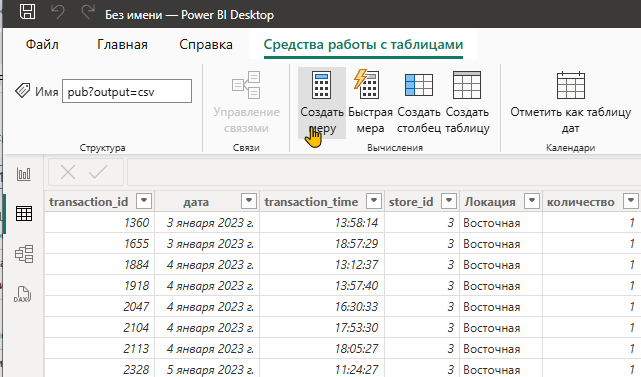 Без имени — Power BI Desktop
Файл Главная Справка Средства работы с таблицами
Имя pub?output=csv
Управление связями
Создать меру
Быстрая мера
Создать столбец
Создать таблицу
Отметить как таблицу дат
Структура Связи Вычисления Календари
transaction_id дата transaction_time store_id Локация количество
1360 3 января 2023 г. 13:58:14 3 Восточная 1
1655 3 января 2023 г. 18:57:29 3 Восточная 1
1884 4 января 2023 г. 13:12:37 3 Восточная 1
1918 4 января 2023 г. 13:57:40 3 Восточная 1
2047 4 января 2023 г. 16:30:33 3 Восточная 1
2104 4 января 2023 г. 17:53:30 3 Восточная 1
2113 4 января 2023 г. 18:05:27 3 Восточная 1
2328 5 января 2023 г. 11:24:27 3 Восточная 1
DAX